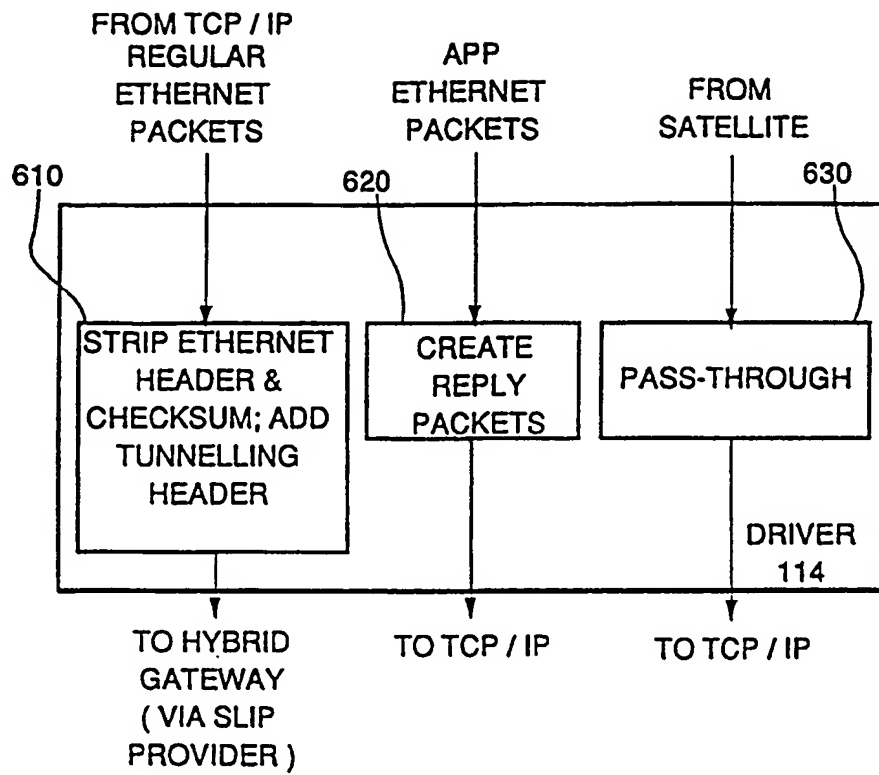 FROM TCP / IP
REGULAR
ETHERNET
PACKETS
APP
ETHERNET
PACKETS
FROM
SATELLITE
610
620
630
STRIP ETHERNET
HEADER &
CHECKSUM; ADD
TUNNELLING
HEADER
CREATE
REPLY
PACKETS
PASS-THROUGH
DRIVER
114
TO HYBRID
GATEWAY
( VIA SLIP
PROVIDER )
TO TCP / IP
TO TCP / IP